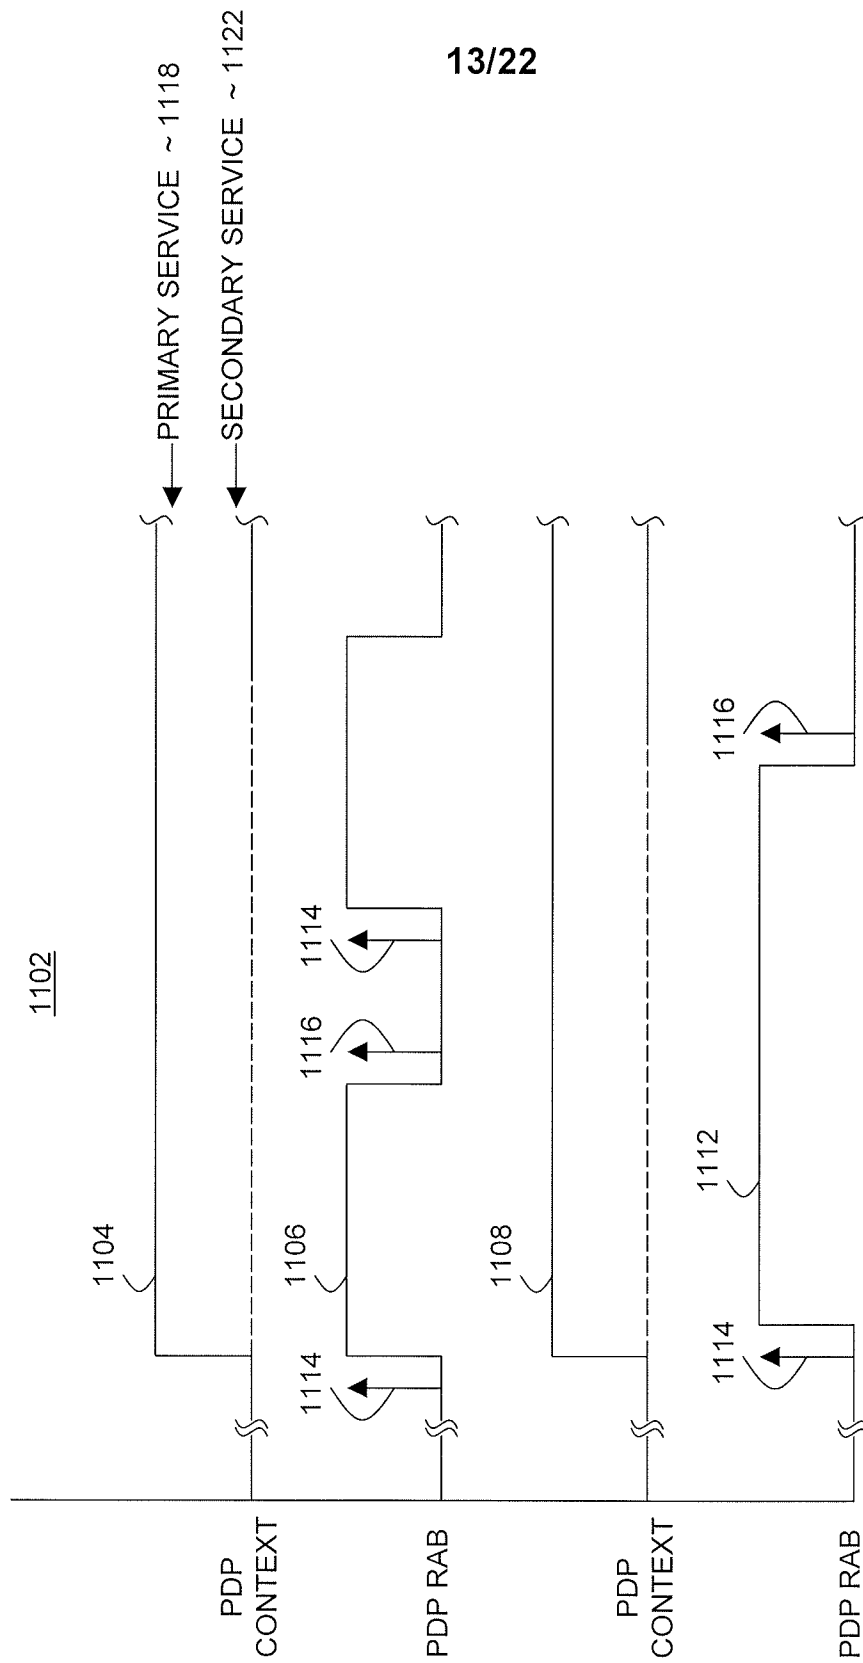 13/22
1102
PRIMARY SERVICE ~ 1118
SECONDARY SERVICE ~ 1122
1104
PDP
CONTEXT
1114
1106
1116
1114
PDP RAB
1108
PDP
CONTEXT
1114
1112
1116
PDP RAB